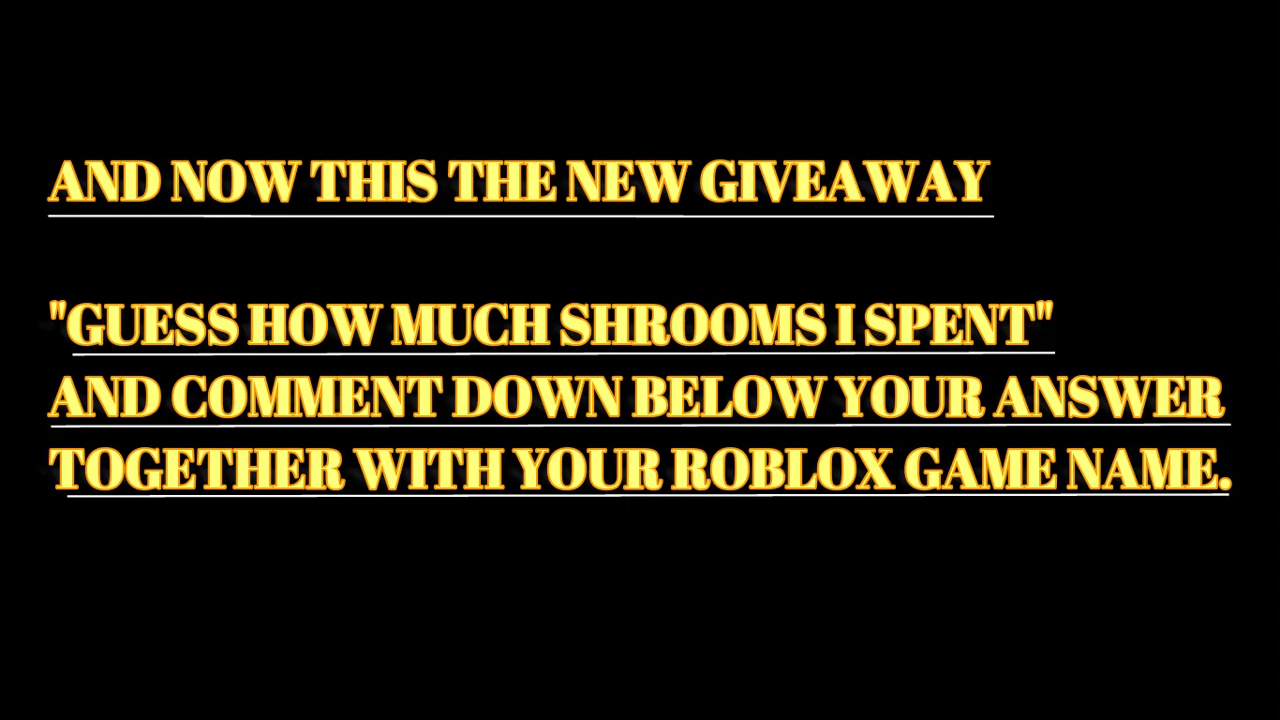 AND NOW THIS THE NEW GIVEAWAY
"GUESS HOW MUCH SHROOMS I SPENT"
AND COMMENT DOWN BELOW YOUR ANSWER
TOGETHER WITH YOUR ROBLOX GAME NAME.